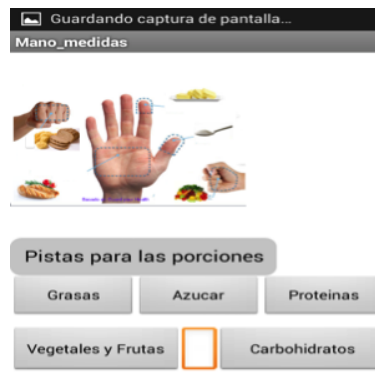 Guardando captura de pantalla...
Mano_medidas
Pistas para las porciones
Grasas
Azucar
Proteinas
Vegetales y Frutas
Carbohidratos